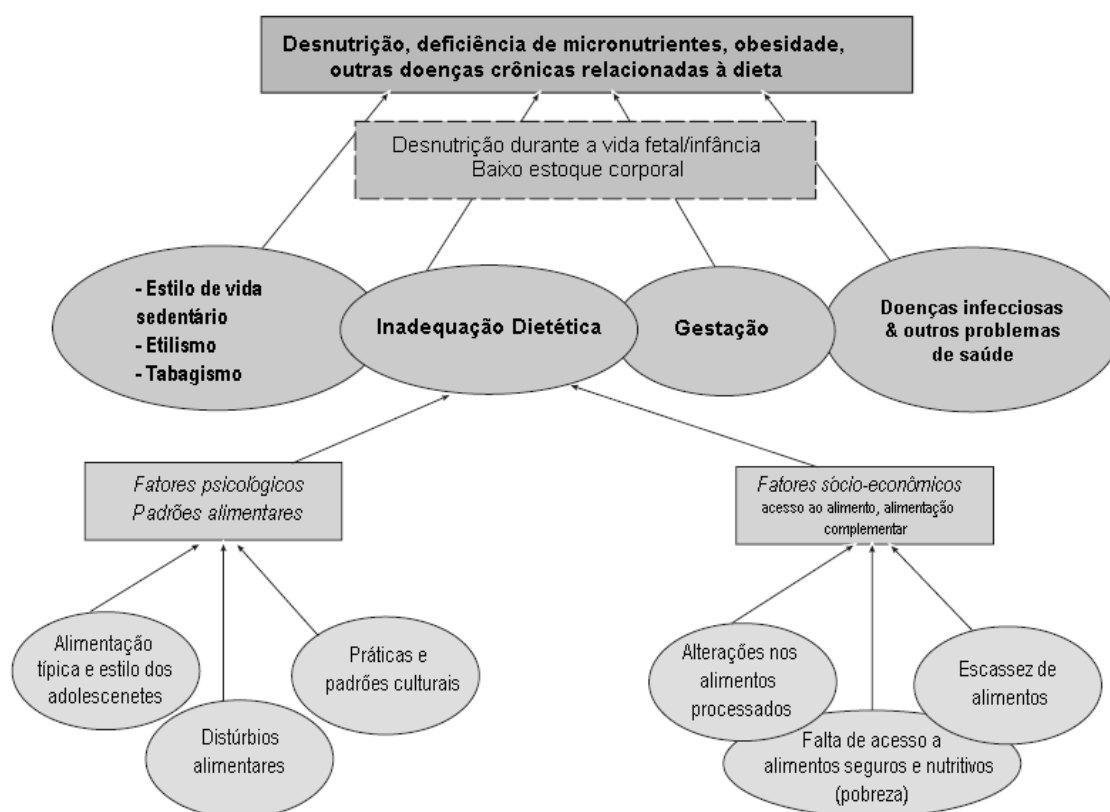 Desnutrição, deficiência de micronutrientes, obesidade,
outras doenças crônicas relacionadas à dieta
Desnutrição durante a vida fetal/infância
Baixo estoque corporal
- Estilo de vida
sedentário
- Etilismo
- Tabagismo
Inadequação Dietética
Gestação
Doenças infecciosas
& outros problemas
de saúde
Fatores psicológicos
Padrões alimentares
Fatores sócio-econômicos
acesso ao alimento, alimentação
complementar
Alimentação
típica e estilo dos
adolescenetes
Distúrbios
alimentares
Práticas e
padrões culturais
Alterações nos
alimentos
processados
Falta de acesso a
alimentos seguros e nutritivos
(pobreza)
Escassez de
alimentos